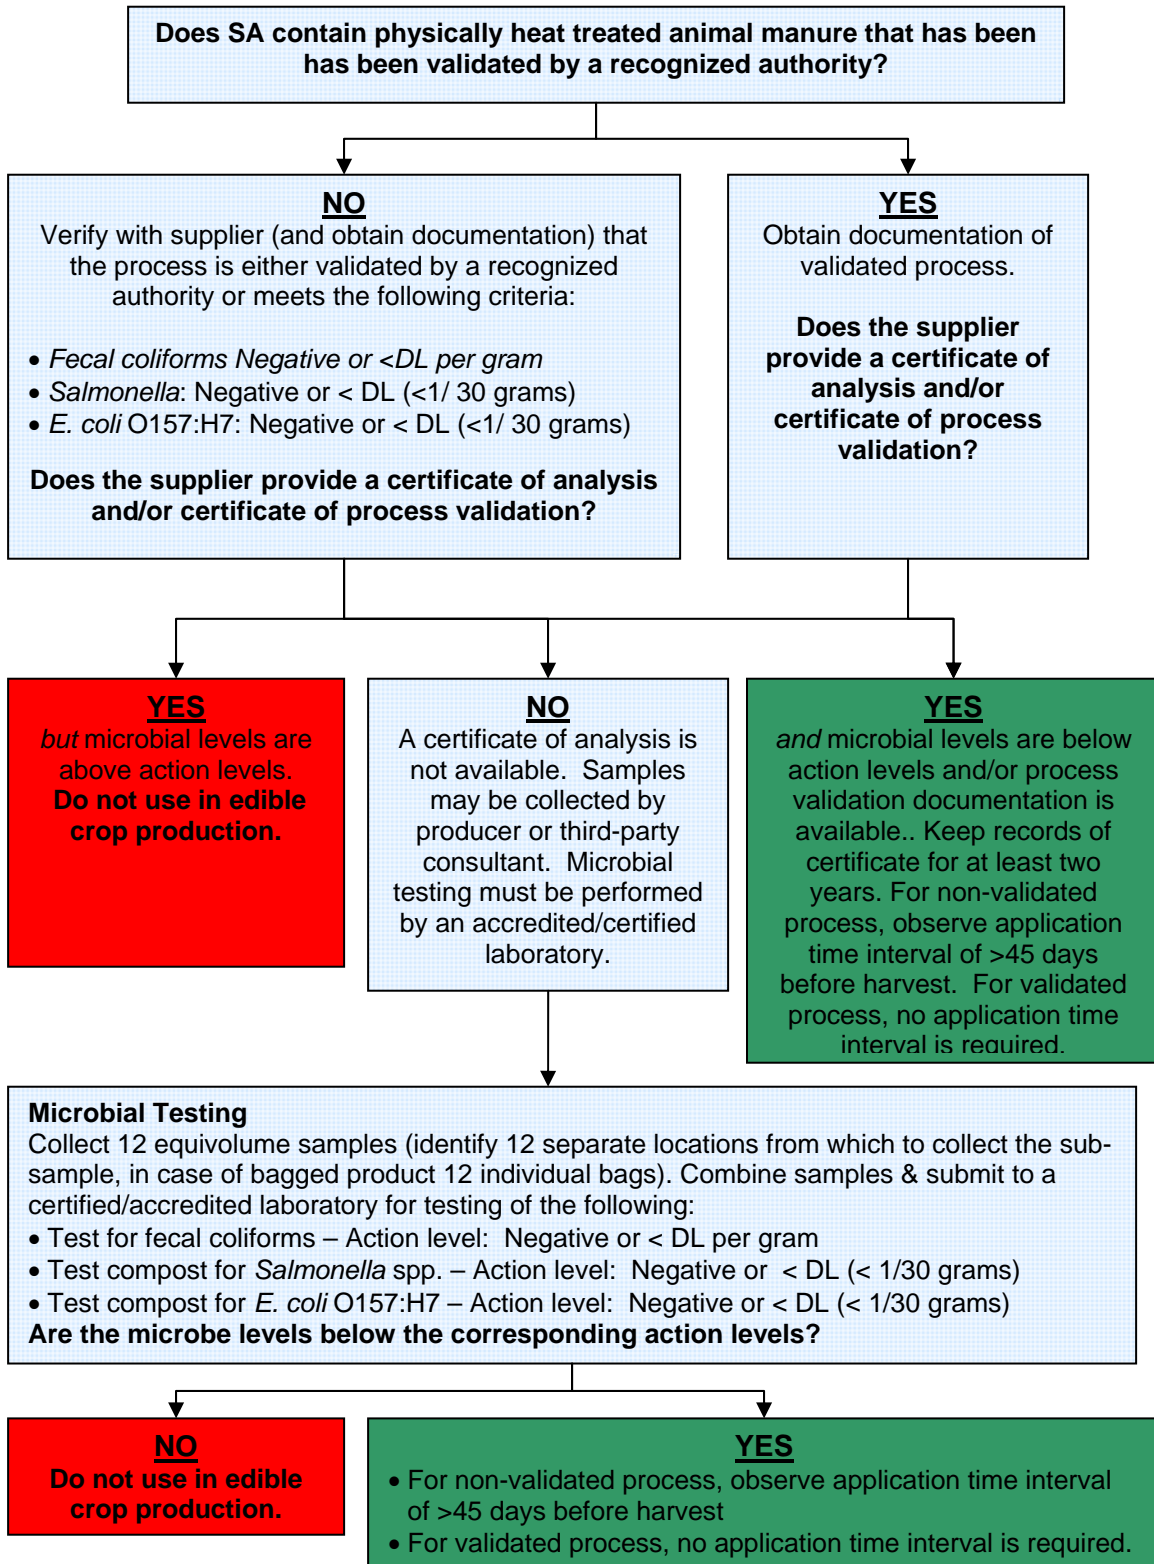 Does SA contain physically heat treated animal manure that has been
has been validated by a recognized authority?
NO
Verify with supplier (and obtain documentation) that
the process is either validated by a recognized
authority or meets the following criteria:
• Fecal coliforms Negative or <DL per gram
• Salmonella: Negative or < DL (<1/ 30 grams)
• E. coli O157:H7: Negative or < DL (<1/ 30 grams)
Does the supplier provide a certificate of analysis
and/or certificate of process validation?
YES
Obtain documentation of
validated process.
Does the supplier
provide a certificate of
analysis and/or
certificate of process
validation?
YES
but microbial levels are
above action levels.
Do not use in edible
crop production.
NO
A certificate of analysis is
not available.  Samples
may be collected by
producer or third-party
consultant.  Microbial
testing must be performed
by an accredited/certified
laboratory.
YES
and microbial levels are below
action levels and/or process
validation documentation is
available.. Keep records of
certificate for at least two
years. For non-validated
process, observe application
time interval of >45 days
before harvest.  For validated
process, no application time
interval is required.
Microbial Testing
Collect 12 equivolume samples (identify 12 separate locations from which to collect the sub-
sample, in case of bagged product 12 individual bags). Combine samples & submit to a
certified/accredited laboratory for testing of the following:
• Test for fecal coliforms – Action level:  Negative or < DL per gram
• Test compost for Salmonella spp. – Action level:  Negative or  < DL (< 1/30 grams)
• Test compost for E. coli O157:H7 – Action level:  Negative or < DL (< 1/30 grams)
Are the microbe levels below the corresponding action levels?
NO
Do not use in edible
crop production.
YES
• For non-validated process, observe application time interval
of >45 days before harvest
• For validated process, no application time interval is required.